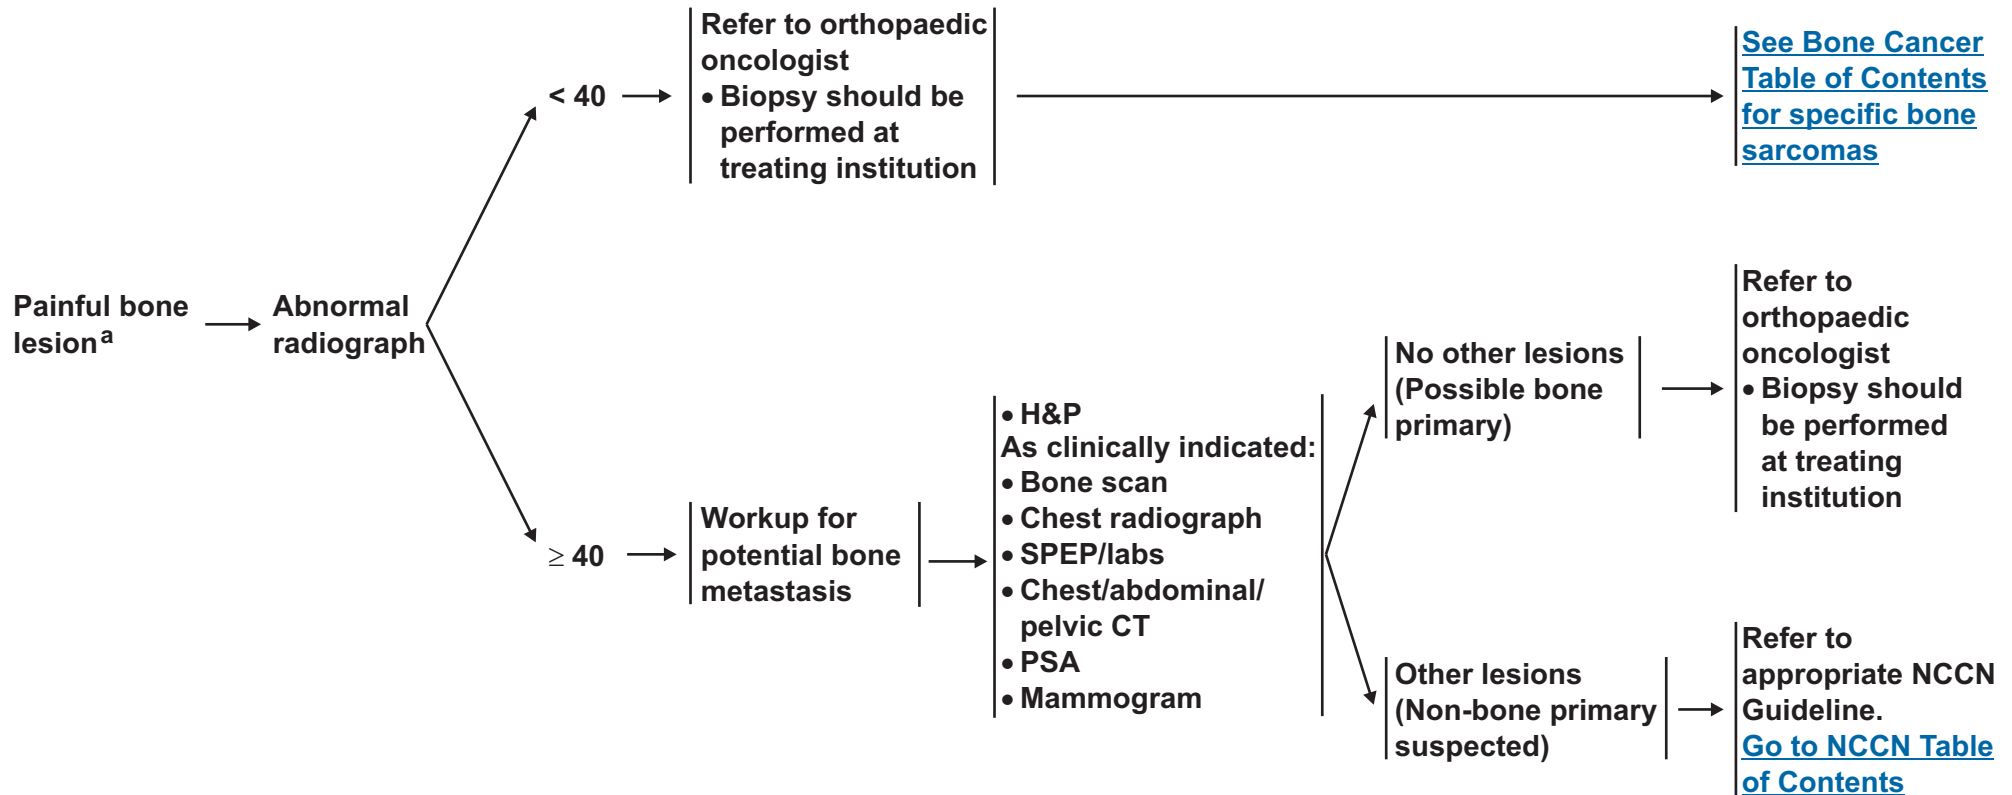 Refer to orthopaedic
oncologist
• Biopsy should be
performed at
treating institution
< 40
See Bone Cancer
Table of Contents
for specific bone
sarcomas
Painful bone
lesion a
Abnormal
radiograph
≥ 40
Workup for
potential bone
metastasis
• H&P
As clinically indicated:
• Bone scan
• Chest radiograph
• SPEP/labs
• Chest/abdominal/
pelvic CT
• PSA
• Mammogram
No other lesions
(Possible bone
primary)
Refer to
orthopaedic
oncologist
• Biopsy should
be performed
at treating
institution
Other lesions
(Non-bone primary
suspected)
Refer to
appropriate NCCN
Guideline.
Go to NCCN Table
of Contents